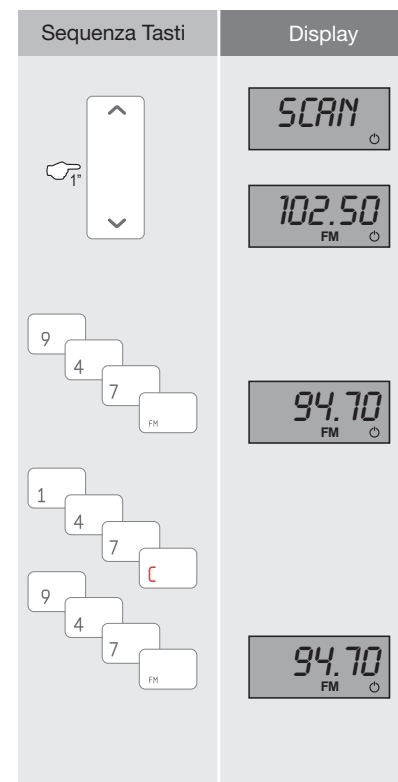 Sequenza Tasti Display
SCAN
1"
102.50
FM
9
4
7
FM
94.70
FM
1
4
7
C
9
4
7
FM
94.70
FM